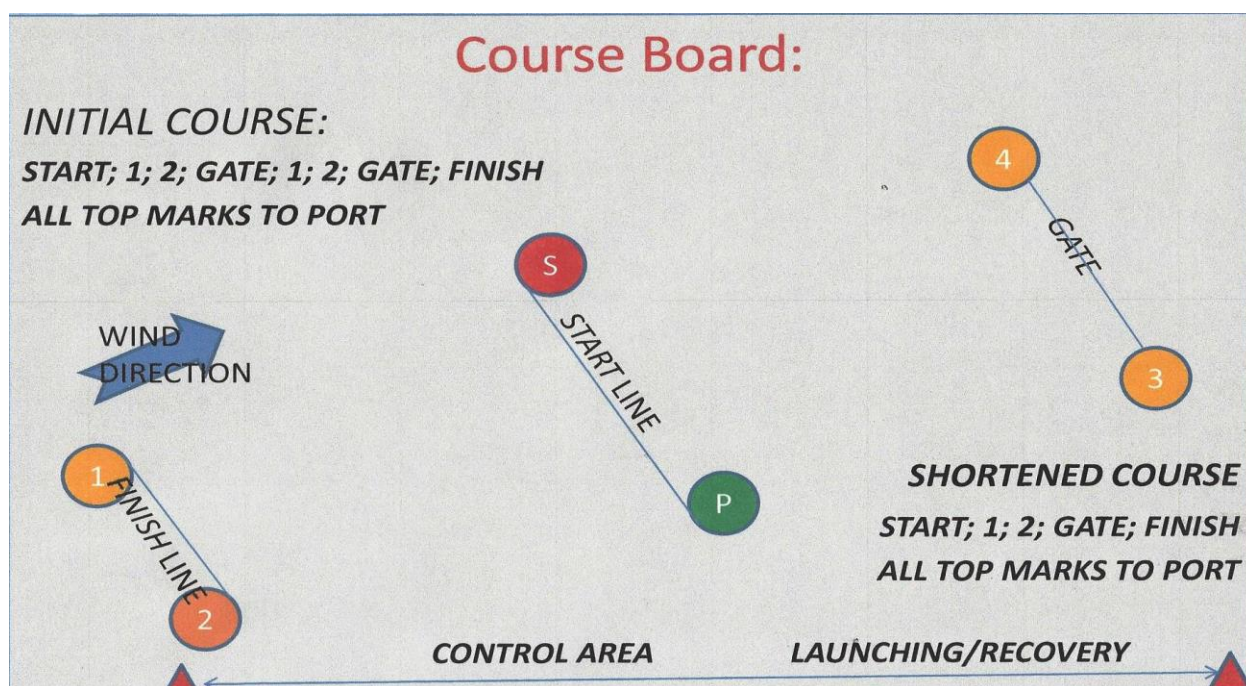 Course Board:
INITIAL COURSE:
START; 1; 2; GATE; 1; 2; GATE; FINISH
ALL TOP MARKS TO PORT
4
GATE
3
S
START LINE
P
WIND
DIRECTION
1
FINISH LINE
2
SHORTENED COURSE
START; 1; 2; GATE; FINISH
ALL TOP MARKS TO PORT
CONTROL AREA
LAUNCHING/RECOVERY